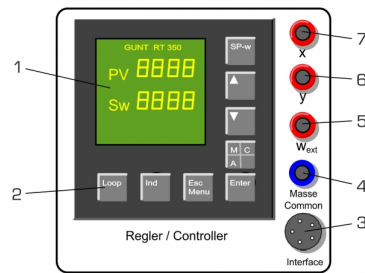 GUNT RT 350
PV 8888
Sw 8888
SP-w
M C
A
Loop
Ind
Esc
Menu
Enter
Regler / Controller
x
y
wext
Masse
Common
Interface
1
2
7
6
5
4
3